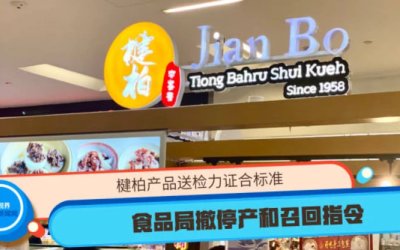 楗柏
Jian Bo
Tiong Bahru Shui Kueh
Since 1958
楗柏产品送检力证合标准
食品局撤停产和召回指令